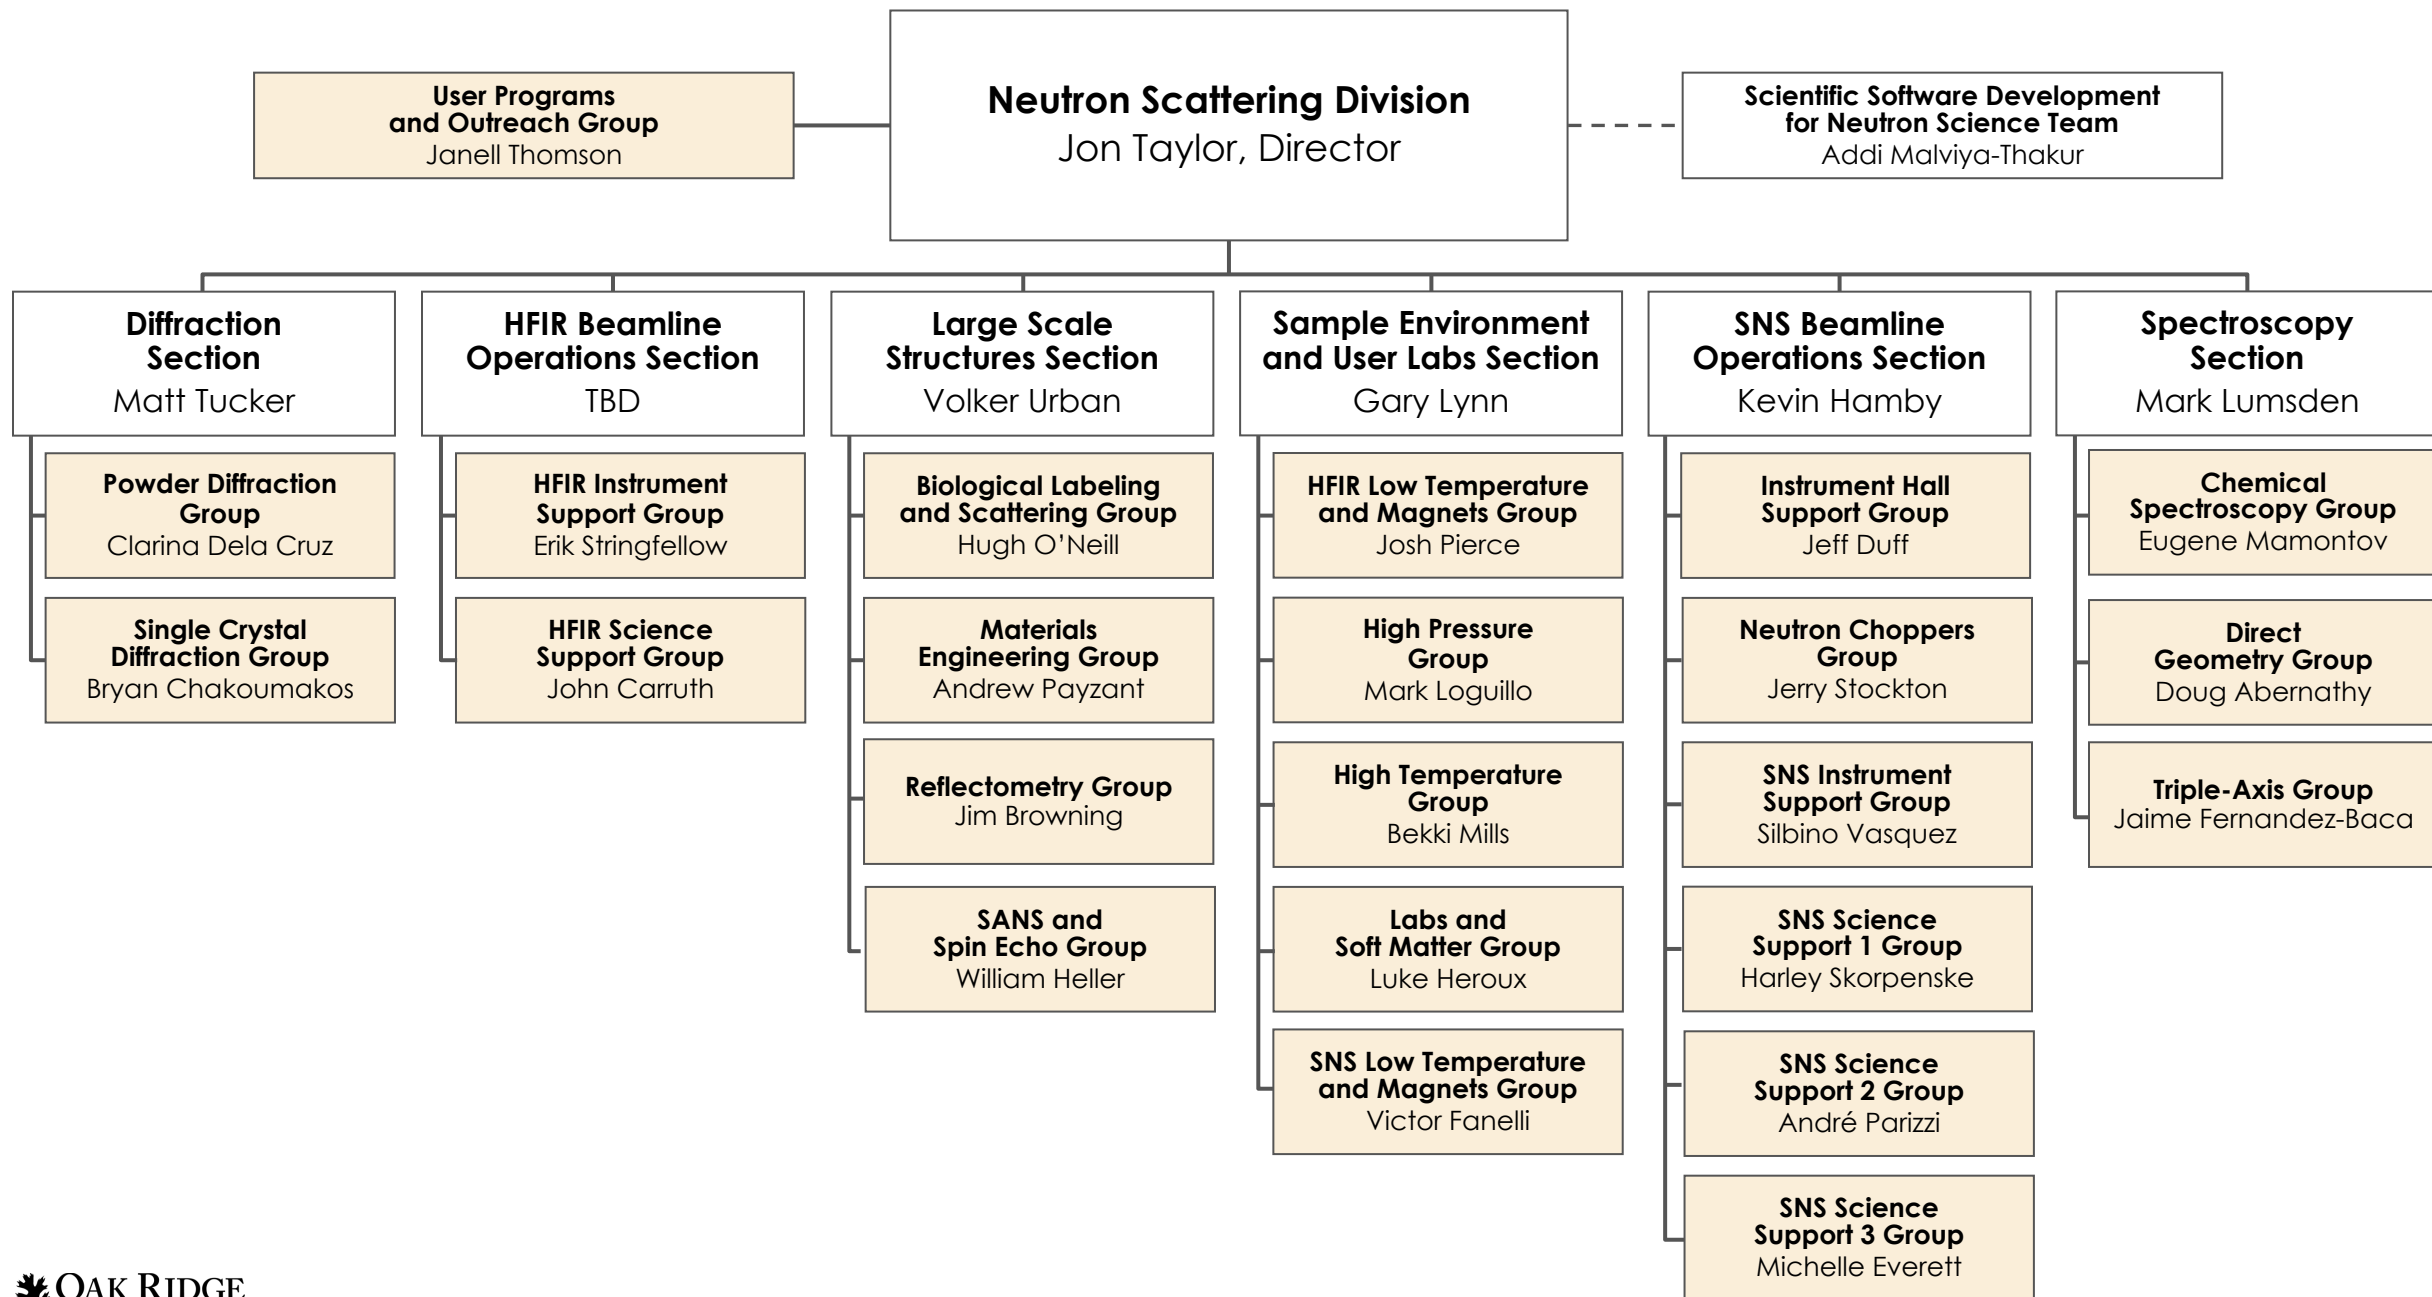 User Programs
and Outreach Group
Janell Thomson
Neutron Scattering Division
Jon Taylor, Director
Scientific Software Development
for Neutron Science Team
Addi Malviya-Thakur
Diffraction
Section
Matt Tucker
Powder Diffraction
Group
Clarina Dela Cruz
Single Crystal
Diffraction Group
Bryan Chakoumakos
HFIR Beamline
Operations Section
TBD
HFIR Instrument
Support Group
Erik Stringfellow
HFIR Science
Support Group
John Carruth
Large Scale
Structures Section
Volker Urban
Biological Labeling
and Scattering Group
Hugh O’Neill
Materials
Engineering Group
Andrew Payzant
Reflectometry Group
Jim Browning
SANS and
Spin Echo Group
William Heller
Sample Environment
and User Labs Section
Gary Lynn
HFIR Low Temperature
and Magnets Group
Josh Pierce
High Pressure
Group
Mark Loguillo
High Temperature
Group
Bekki Mills
Labs and
Soft Matter Group
Luke Heroux
SNS Low Temperature
and Magnets Group
Victor Fanelli
SNS Beamline
Operations Section
Kevin Hamby
Instrument Hall
Support Group
Jeff Duff
Neutron Choppers
Group
Jerry Stockton
SNS Instrument
Support Group
Silbino Vasquez
SNS Science
Support 1 Group
Harley Skorpenske
SNS Science
Support 2 Group
André Parizzi
SNS Science
Support 3 Group
Michelle Everett
Spectroscopy
Section
Mark Lumsden
Chemical
Spectroscopy Group
Eugene Mamontov
Direct
Geometry Group
Doug Abernathy
Triple-Axis Group
Jaime Fernandez-Baca
OAK RIDGE